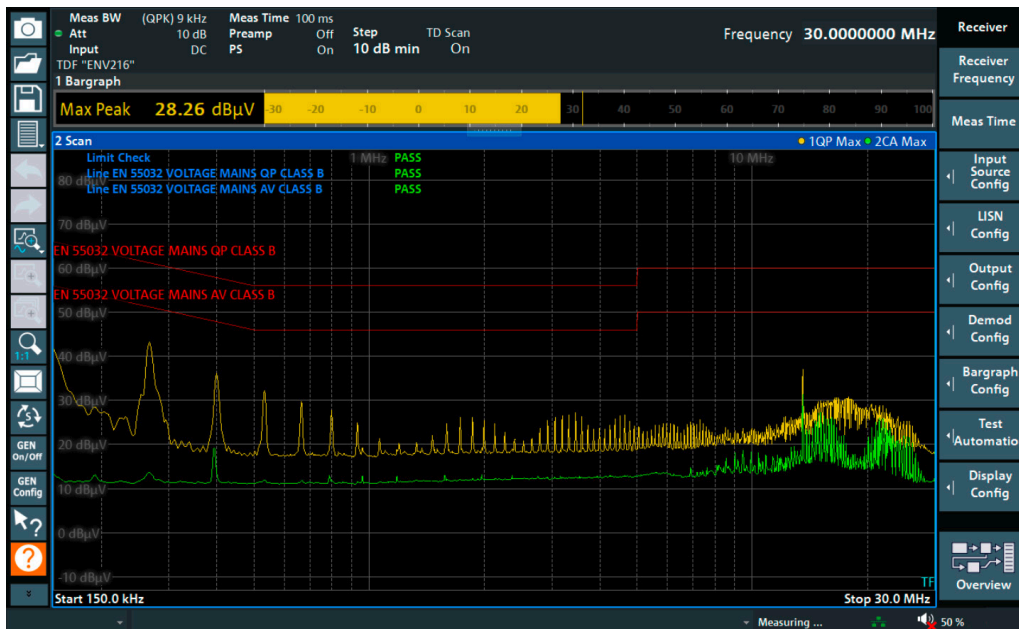 Meas BW (QPK) 9 kHz Meas Time 100 ms
Att 10 dB Preamp Off Step TD Scan
Input DC PS On 10 dB min On
Frequency 30.0000000 MHz
TDF "ENV216"
1 Bargraph
Max Peak 28.26 dBµV
-30 -20 -10 0 10 20 30 40 50 60 70 80 90 100
2 Scan 1QP Max 2CA Max
Limit Check 1 MHz PASS 10 MHz
Line EN 55032 VOLTAGE MAINS QP CLASS B PASS
80 dBµV
Line EN 55032 VOLTAGE MAINS AV CLASS B PASS
70 dBµV
EN 55032 VOLTAGE MAINS QP CLASS B
60 dBµV
EN 55032 VOLTAGE MAINS AV CLASS B
50 dBµV
40 dBµV
30 dBµV
20 dBµV
10 dBµV
0 dBµV
-10 dBµV
TF
Start 150.0 kHz Stop 30.0 MHz
Measuring ... 50 %
1:1
GEN
On/Off
GEN
Config
Receiver
Receiver
Frequency
Meas Time
Input
Source
Config
LISN
Config
Output
Config
Demod
Config
Bargraph
Config
Test
Automatio
Display
Config
Overview